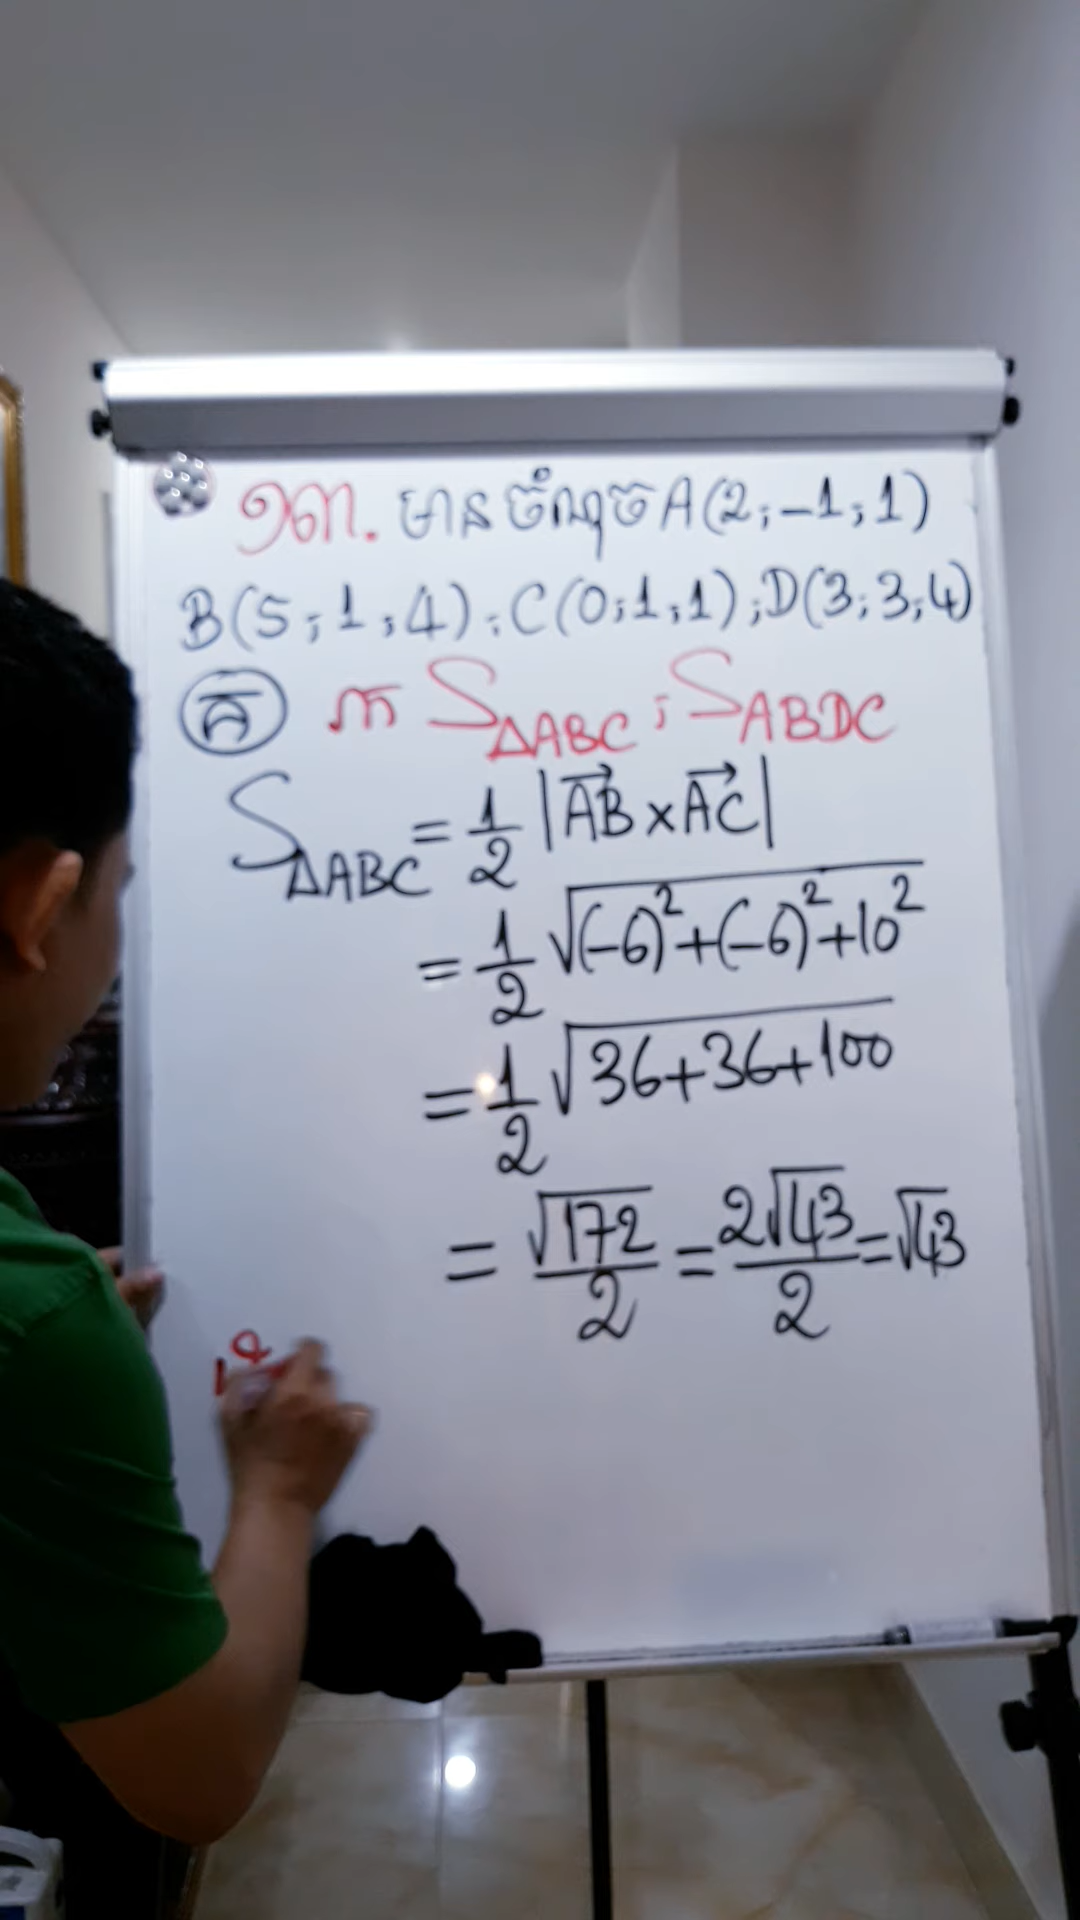 ១៣. មានចំណុច A(2;-1;1)
B(5;1;4);C(0;1;1);D(3;3;4)
គ រក S△ABC ; SABDC
S△ABC = 1/2 |AB×AC|
= 1/2 √(-6)²+(-6)²+10²
= 1/2 √36+36+100
= √172/2 = 2√43/2 = √43